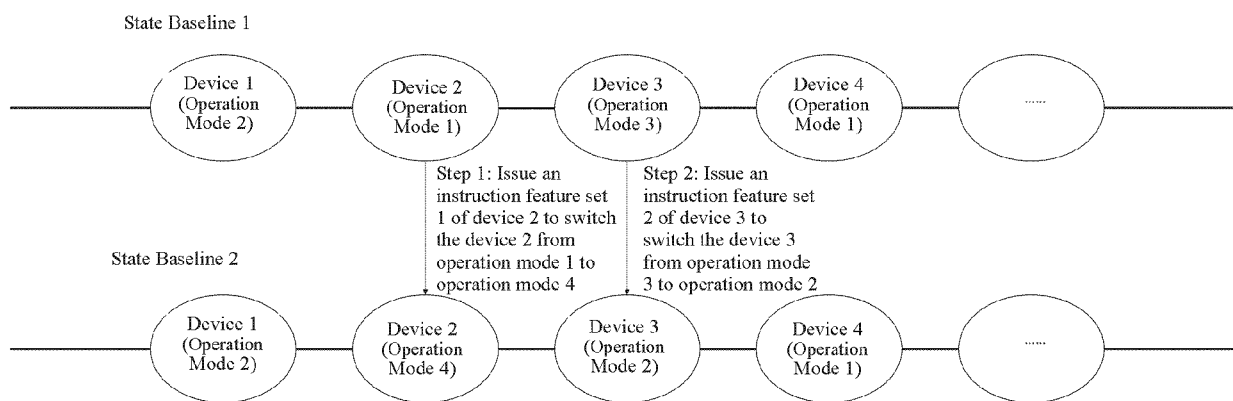 State Baseline 1
Device 1
(Operation
Mode 2)
Device 2
(Operation
Mode 1)
Device 3
(Operation
Mode 3)
Device 4
(Operation
Mode 1)
......
Step 1: Issue an
instruction feature set
1 of device 2 to switch
the device 2 from
operation mode 1 to
operation mode 4
Step 2: Issue an
instruction feature set
2 of device 3 to
switch the device 3
from operation mode
3 to operation mode 2
State Baseline 2
Device 1
(Operation
Mode 2)
Device 2
(Operation
Mode 4)
Device 3
(Operation
Mode 2)
Device 4
(Operation
Mode 1)
......